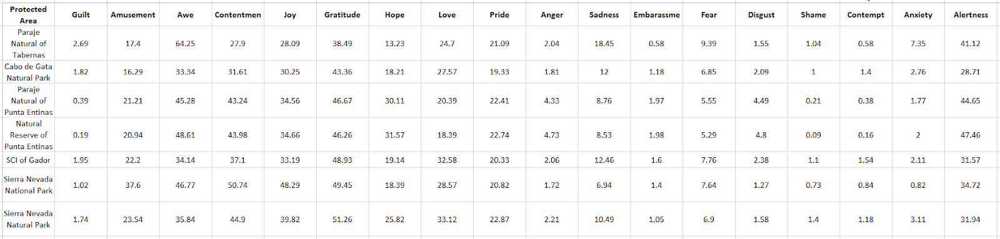 Protected Area Guilt Amusement Awe Contentmen Joy Gratitude Hope Love Pride Anger Sadness Embarassme Fear Disgust Shame Contempt Anxiety Alertness
Paraje Natural of Tabernas 2.69 17.4 64.25 27.9 28.09 38.49 13.23 24.7 21.09 2.04 18.45 0.58 9.39 1.55 1.04 0.58 7.35 41.12
Cabo de Gata Natural Park 1.82 16.29 33.34 31.61 30.25 43.36 18.21 27.57 19.33 1.81 12 1.18 6.85 2.09 1 1.4 2.76 28.71
Paraje Natural of Punta Entinas 0.39 21.21 45.28 43.24 34.56 46.67 30.11 20.39 22.41 4.33 8.76 1.97 5.55 4.49 0.21 0.38 1.77 44.65
Natural Reserve of Punta Entinas 0.19 20.94 48.61 43.98 34.66 46.26 31.57 18.39 22.74 4.73 8.53 1.98 5.29 4.8 0.09 0.16 2 47.46
SCI of Gador 1.95 22.2 34.14 37.1 33.19 48.93 19.14 32.58 20.33 2.06 12.46 1.6 7.76 2.38 1.1 1.54 2.11 31.57
Sierra Nevada National Park 1.02 37.6 46.77 50.74 48.29 49.45 18.39 28.57 20.82 1.72 6.94 1.4 7.64 1.27 0.73 0.84 0.82 34.72
Sierra Nevada Natural Park 1.74 23.54 35.84 44.9 39.82 51.26 25.82 33.12 22.87 2.21 10.49 1.05 6.9 1.58 1.4 1.18 3.11 31.94